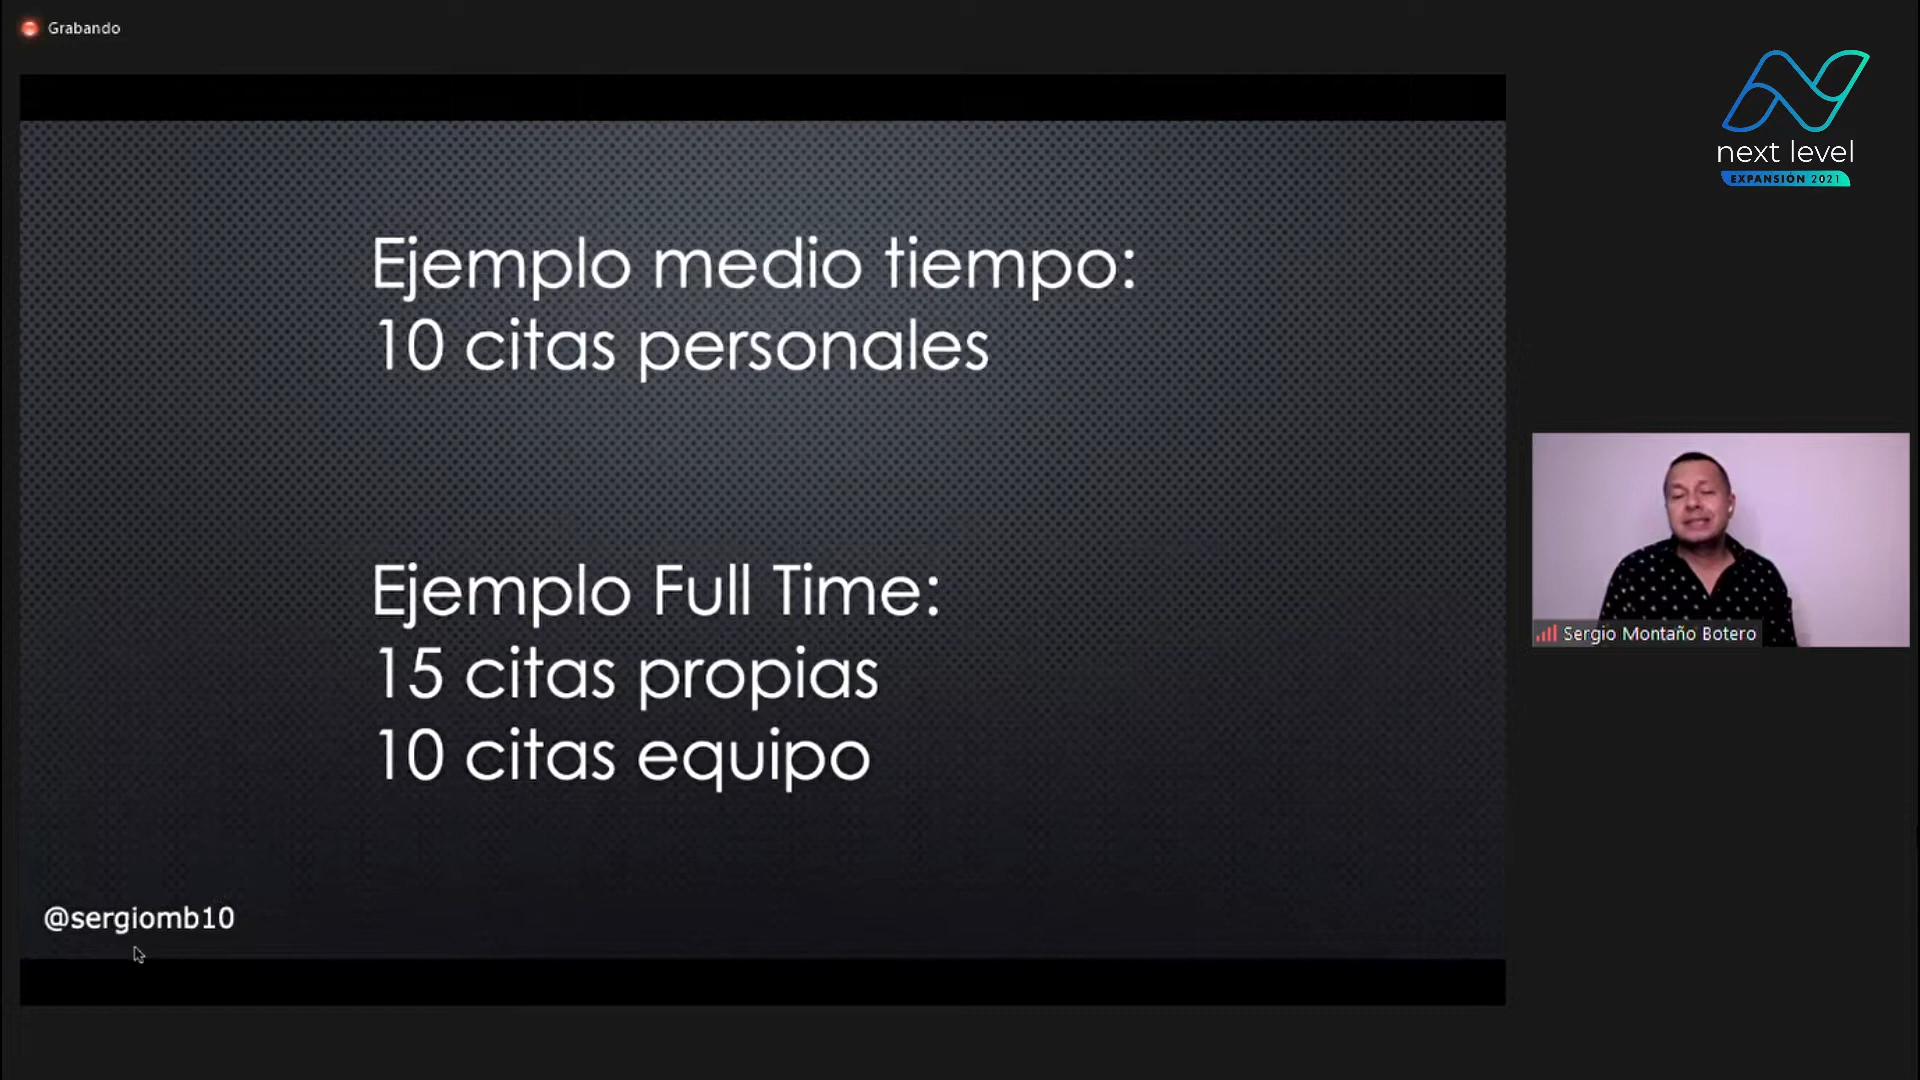 Grabando
next level
EXPANSIÓN 2021
Ejemplo medio tiempo:
10 citas personales
Ejemplo Full Time:
15 citas propias
10 citas equipo
Sergio Montaño Botero
@sergiomb10